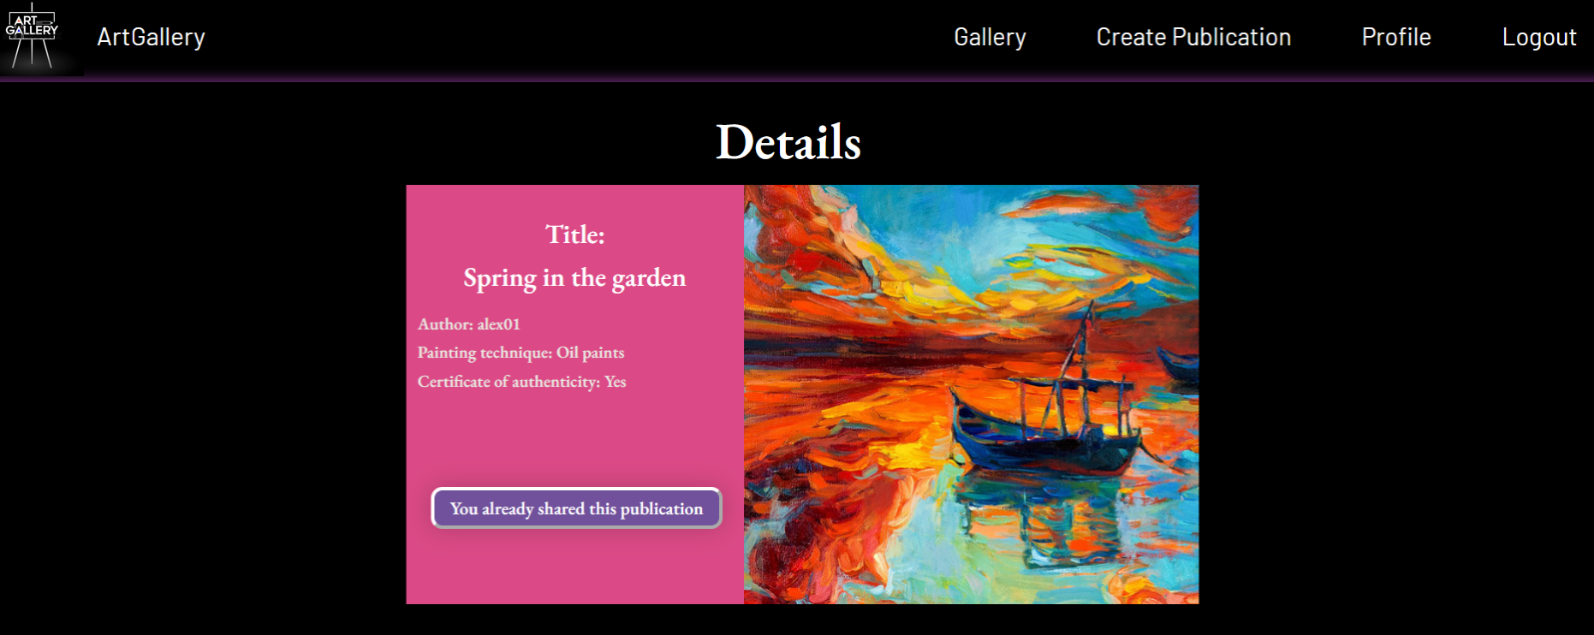 ART
GALLERY
ArtGallery
Gallery
Create Publication
Profile
Logout
Details
Title:
Spring in the garden
Author: alex01
Painting technique: Oil paints
Certificate of authenticity: Yes
You already shared this publication